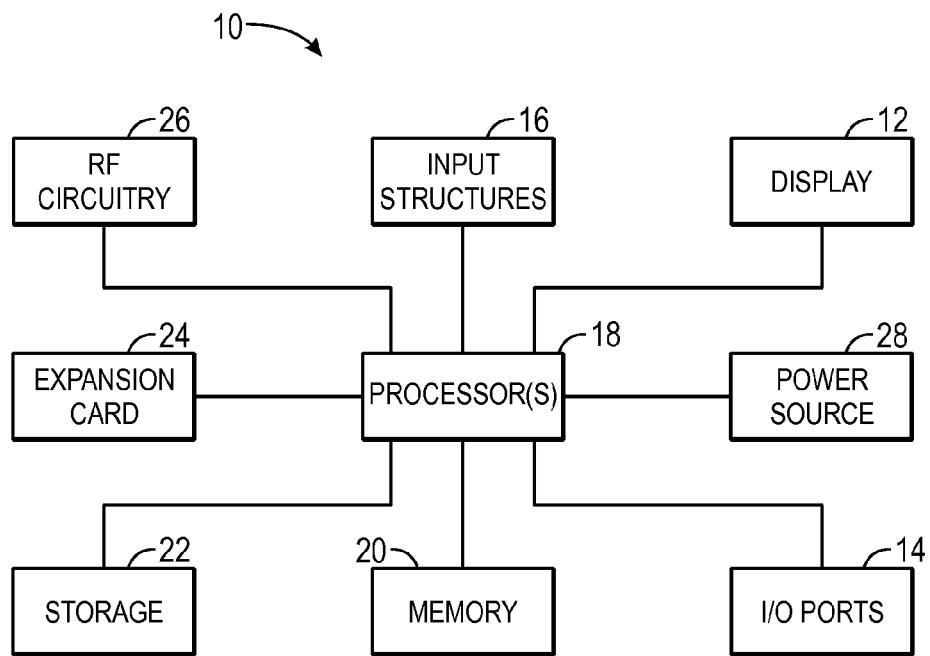 10
26
16
12
RF
CIRCUITRY
INPUT
STRUCTURES
DISPLAY
24
18
28
EXPANSION
CARD
PROCESSOR(S)
POWER
SOURCE
22
20
14
STORAGE
MEMORY
I/O PORTS